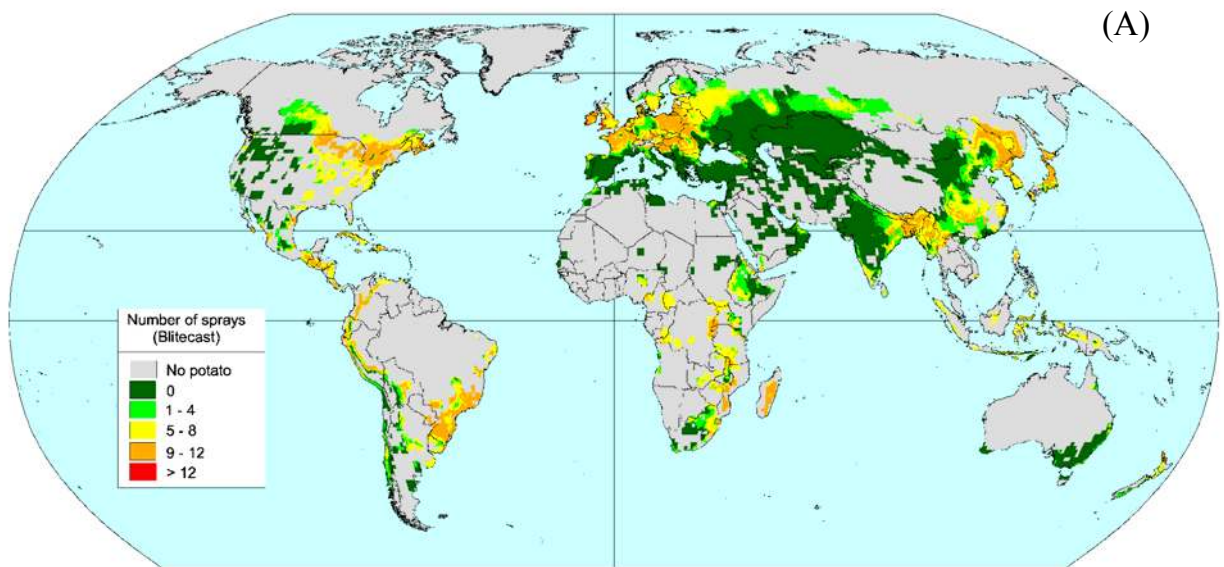 (A)
Number of sprays
(Blitecast)
No potato
0
1 - 4
5 - 8
9 - 12
> 12